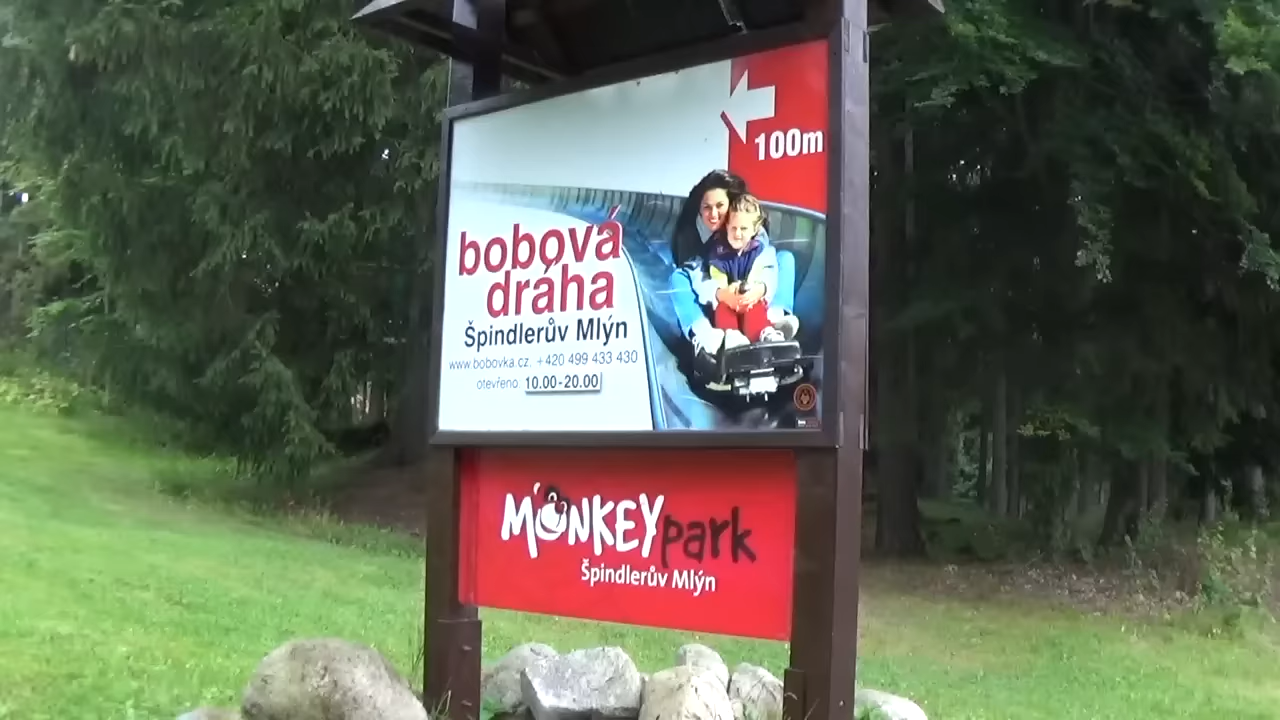 100m
bobová
dráha
Špindlerův Mlýn
www.bobovka.cz, +420 499 433 430
otevřeno: 10.00-20.00
MONKEY park
Špindlerův Mlýn